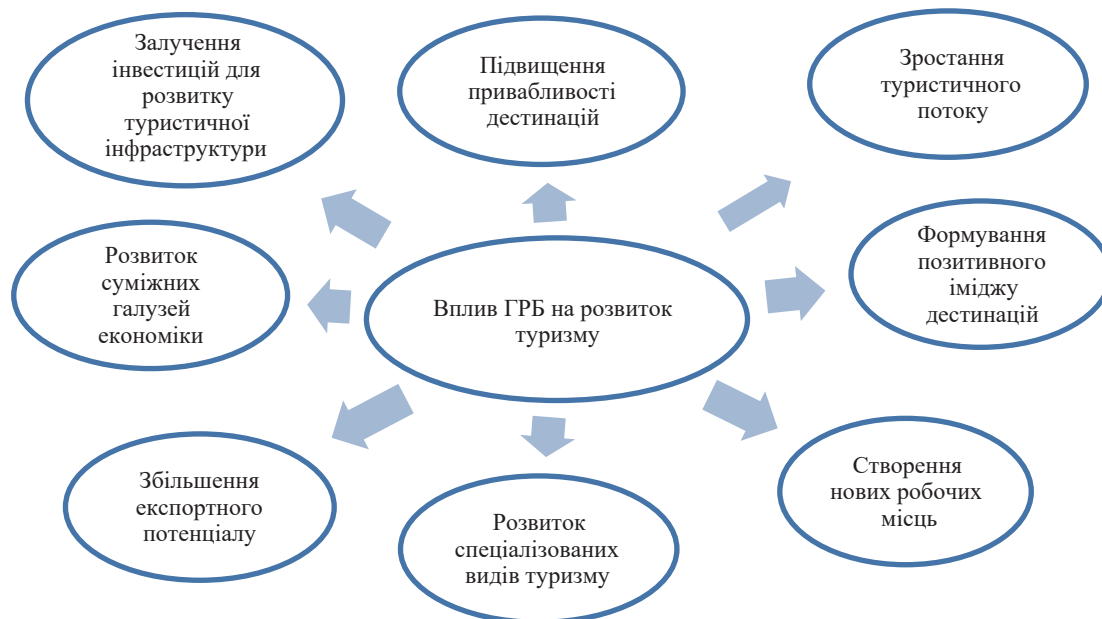 Залучення
інвестицій для
розвитку
туристичної
інфраструктури
Підвищення
привабливості
дестинацій
Зростання
туристичного
потоку
Розвиток
суміжних
галузей
економіки
Вплив ГРБ на розвиток
туризму
Формування
позитивного
іміджу
дестинацій
Збільшення
експортного
потенціалу
Розвиток
спеціалізованих
видів туризму
Створення
нових робочих
місць